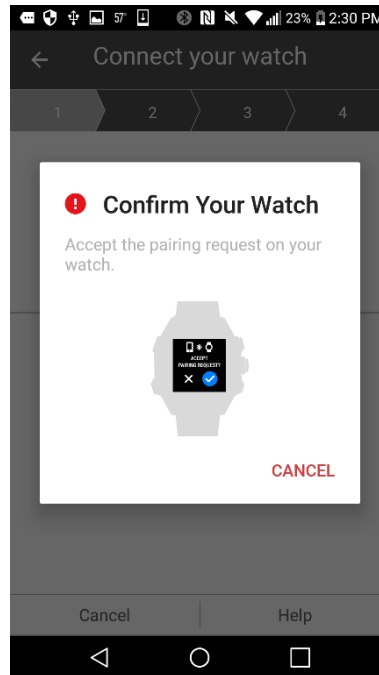 57° 23% 2:30 PM
Connect your watch
1 2 3 4
Confirm Your Watch
Accept the pairing request on your
watch.
ACCEPT
PAIRING REQUEST?
CANCEL
Cancel Help